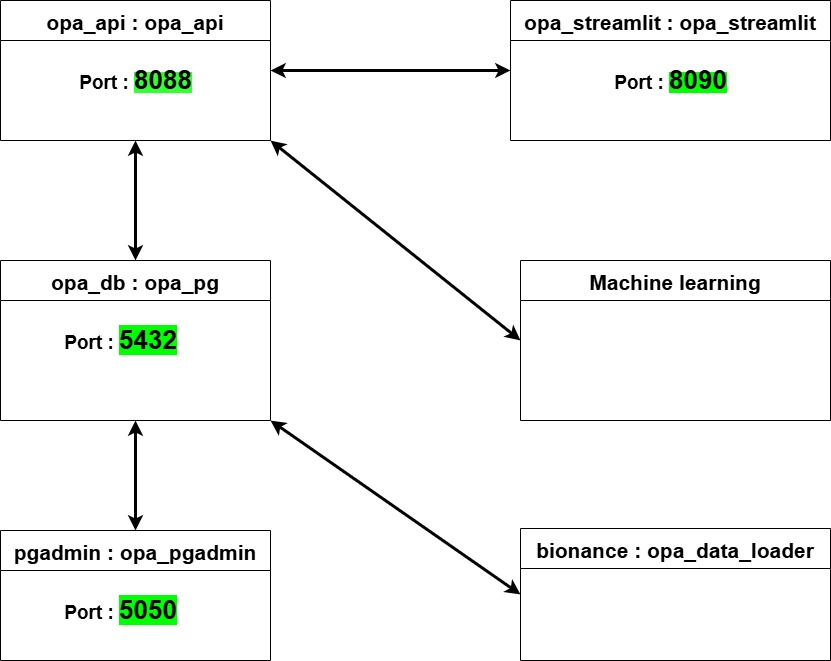 opa_api : opa_api
opa_streamlit : opa_streamlit
Port : 8088
Port : 8090
opa_db : opa_pg
Machine learning
Port : 5432
pgadmin : opa_pgadmin
bionance : opa_data_loader
Port : 5050